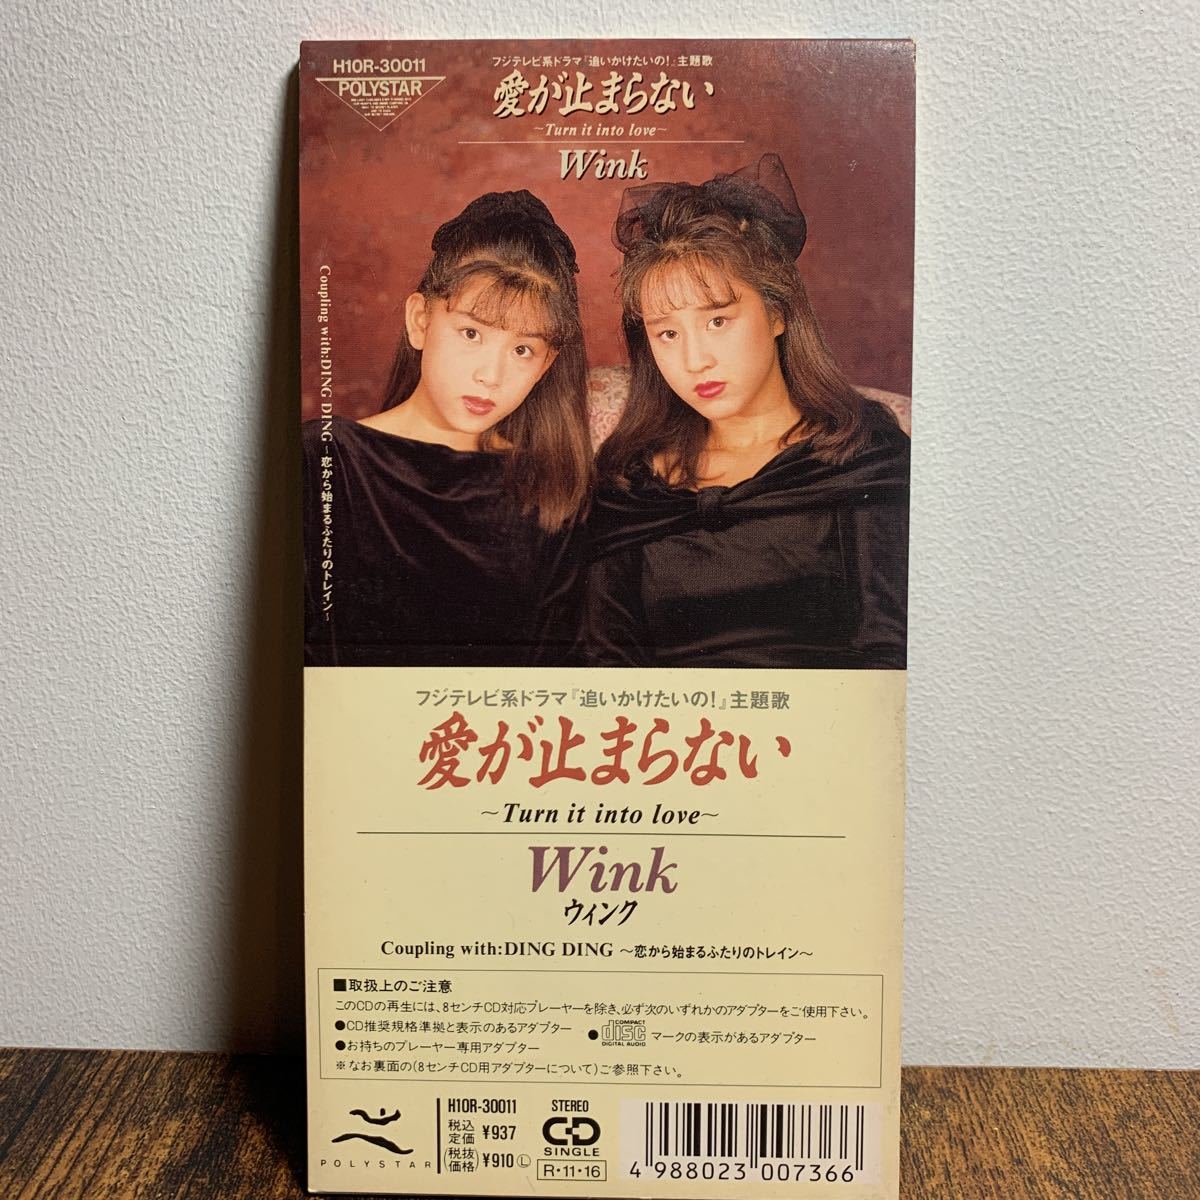 H10R-30011
POLYSTAR
フジテレビ系ドラマ『追いかけたいの!』主題歌
愛が止まらない
~Turn it into love~
Wink
Coupling with:DING DING ~恋から始まるふたりのトレイン~
フジテレビ系ドラマ『追いかけたいの!』主題歌
愛が止まらない
~Turn it into love~
Wink
ウィンク
Coupling with:DING DING ~恋から始まるふたりのトレイン~
■取扱上のご注意
このCDの再生には、8センチCD対応プレーヤーを除き、必ず次のいずれかのアダプターをご使用下さい。
●CD推奨規格準拠と表示のあるアダプター
●COMPACT disc DIGITAL AUDIO マークの表示があるアダプター
●お持ちのプレーヤー専用アダプター
※なお裏面の(8センチCD用アダプターについて)ご参照下さい。
POLYSTAR
H10R-30011
税込定価 ¥937
(税抜価格) ¥910 Ⓛ
STEREO
CD
SINGLE
R・11・16
4 988023 007366